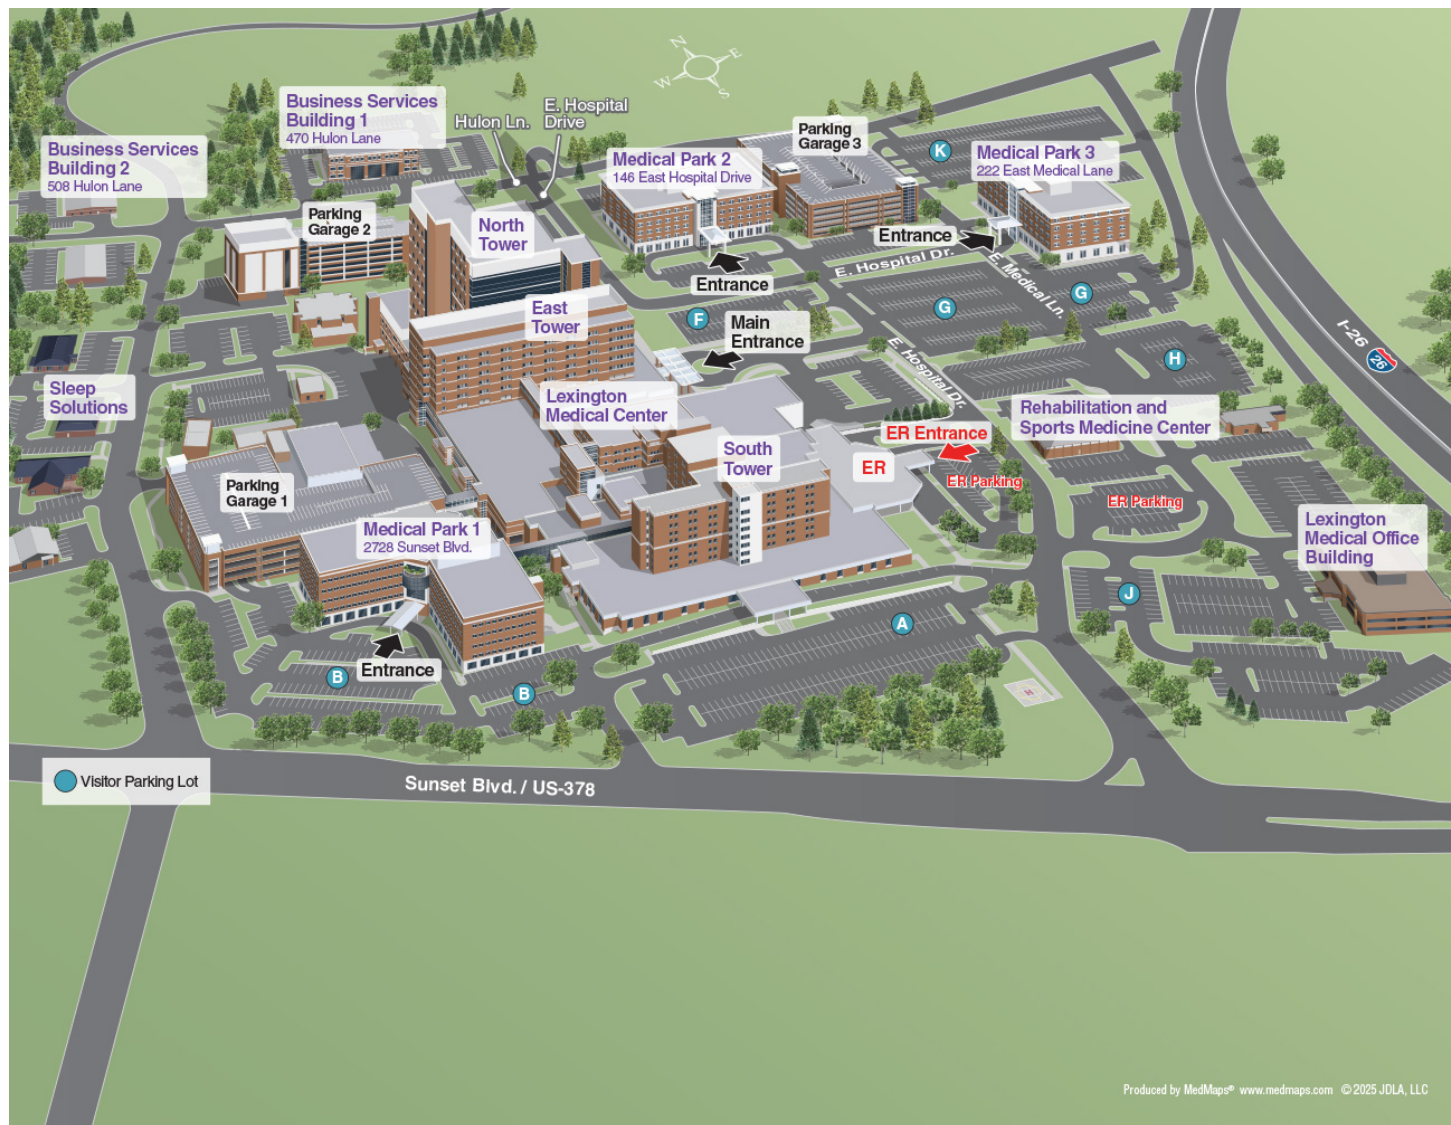 N
E
W
S
Business Services
Building 1
470 Hulon Lane
Business Services
Building 2
508 Hulon Lane
Hulon Ln.
E. Hospital
Drive
Parking
Garage 3
K
Medical Park 2
146 East Hospital Drive
Medical Park 3
222 East Medical Lane
Parking
Garage 2
North
Tower
Entrance
E. Hospital Dr.
E. Medical Ln.
Entrance
G
G
F
East
Tower
Main
Entrance
I-26
26
H
E. Hospital Dr.
Sleep
Solutions
Lexington
Medical Center
Rehabilitation and
Sports Medicine Center
ER Entrance
South
Tower
ER
ER Parking
ER Parking
Parking
Garage 1
Medical Park 1
2728 Sunset Blvd.
Lexington
Medical Office
Building
J
A
Entrance
B
B
H
Visitor Parking Lot
Sunset Blvd. / US-378
Produced by MedMaps® www.medmaps.com © 2025 JDLA, LLC